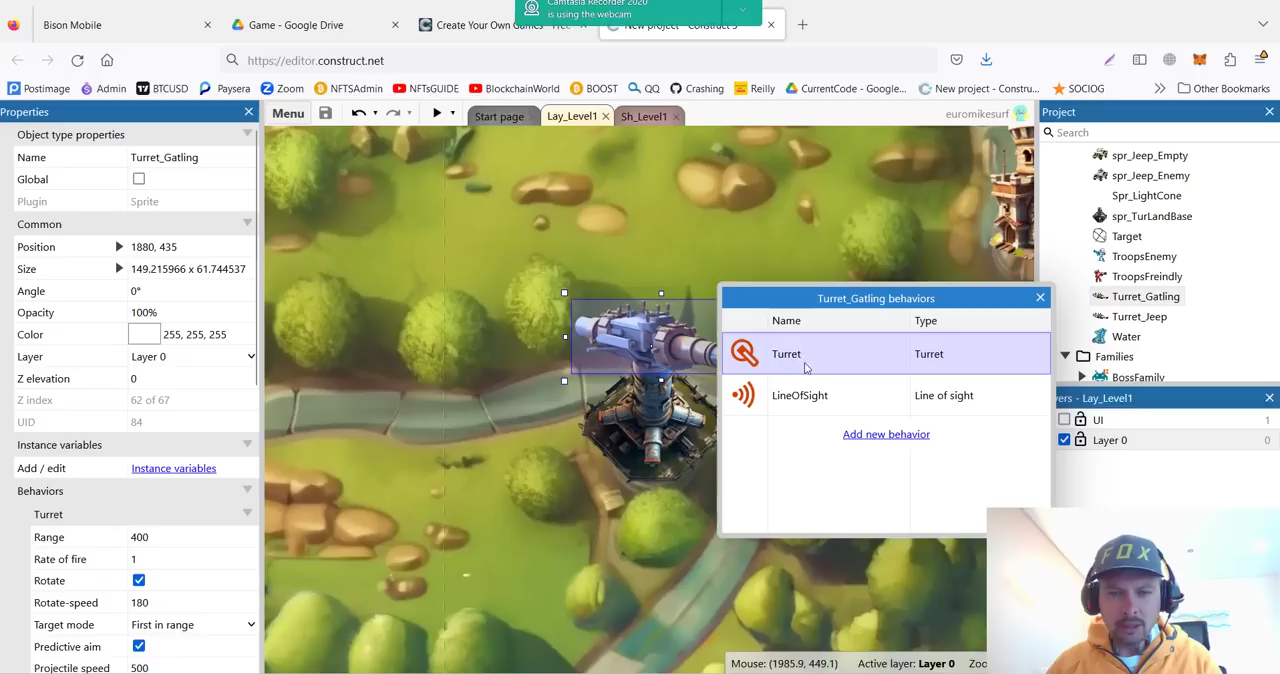 Camtasia Recorder 2020
is using the webcam
Bison Mobile
Game - Google Drive
Create Your Own Games - Free
New project - Construct 3
https://editor.construct.net
Postimage
Admin
BTCUSD
Paysera
Zoom
NFTSAdmin
NFTsGUIDE
BlockchainWorld
BOOST
QQ
Crashing
Reilly
CurrentCode - Google...
New project - Constru...
SOCIOG
Other Bookmarks
Properties
Menu
Start page
Lay_Level1
Sh_Level1
euromikesurf
Project
Object type properties
Name Turret_Gatling
Global
Plugin Sprite
Common
Position 1880, 435
Size 149.215966 x 61.744537
Angle 0°
Opacity 100%
Color 255, 255, 255
Layer Layer 0
Z elevation 0
Z index 62 of 67
UID 84
Instance variables
Add / edit Instance variables
Behaviors
Turret
Range 400
Rate of fire 1
Rotate
Rotate-speed 180
Target mode First in range
Predictive aim
Projectile speed 500
Turret_Gatling behaviors
Name Type
Turret Turret
LineOfSight Line of sight
Add new behavior
Search
spr_Jeep_Empty
spr_Jeep_Enemy
Spr_LightCone
spr_TurLandBase
Target
TroopsEnemy
TroopsFreindly
Turret_Gatling
Turret_Jeep
Water
Families
BossFamily
Lay_Level1
UI 1
Layer 0 0
FOX
Mouse: (1985.9, 449.1) Active layer: Layer 0